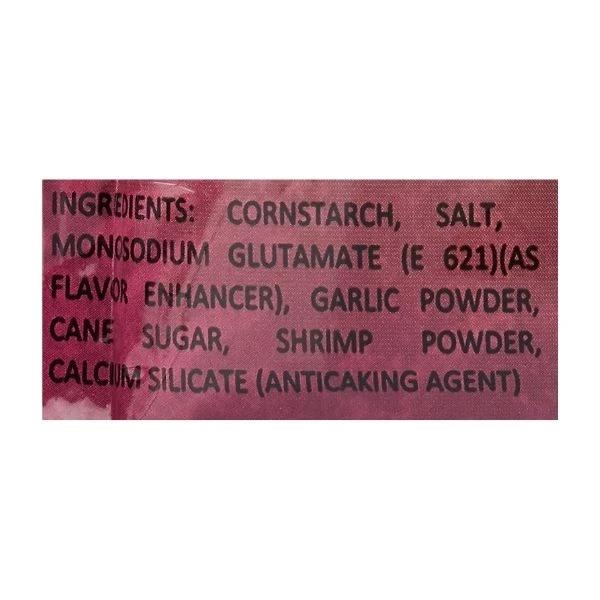 INGREDIENTS: CORNSTARCH, SALT,
MONOSODIUM GLUTAMATE (E 621)(AS
FLAVOR ENHANCER), GARLIC POWDER,
CANE SUGAR, SHRIMP POWDER,
CALCIUM SILICATE (ANTICAKING AGENT)